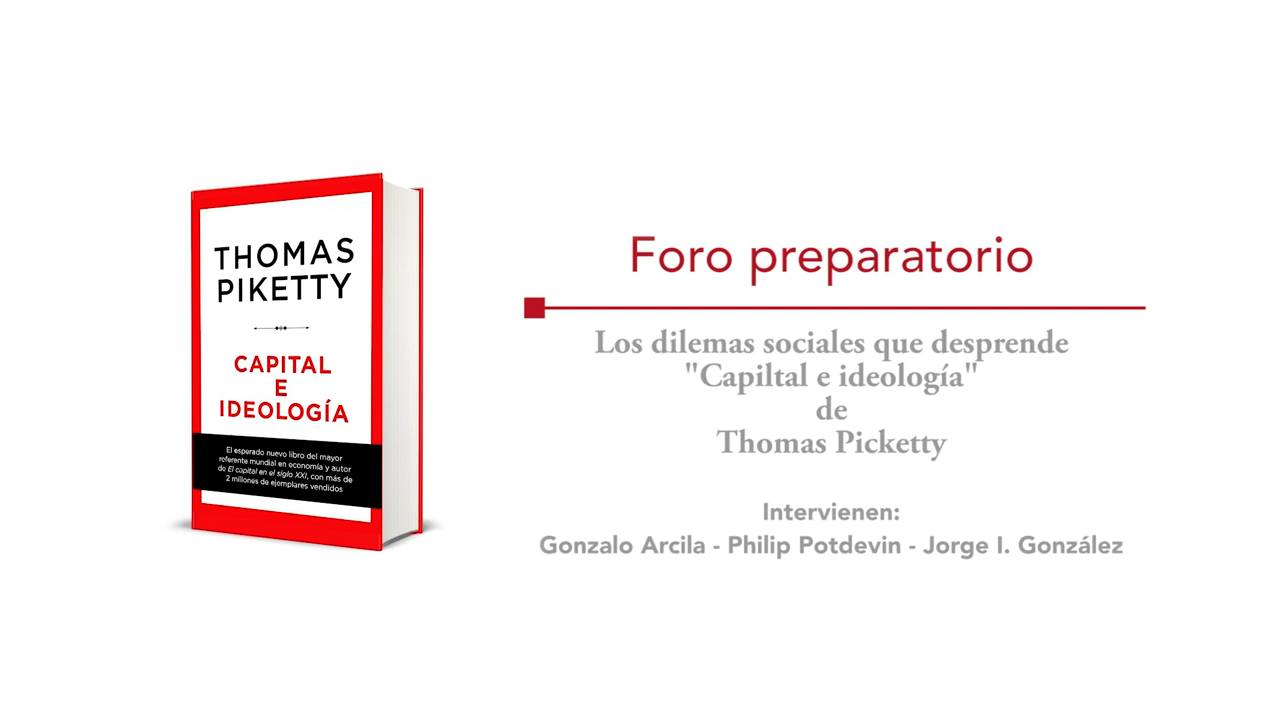 THOMAS
PIKETTY
CAPITAL
E
IDEOLOGÍA
El esperado nuevo libro del mayor
referente mundial en economía y autor
de El capital en el siglo XXI, con más de
2 millones de ejemplares vendidos
Foro preparatorio
Los dilemas sociales que desprende
"Capiltal e ideología"
de
Thomas Picketty
Intervienen:
Gonzalo Arcila - Philip Potdevin - Jorge I. González